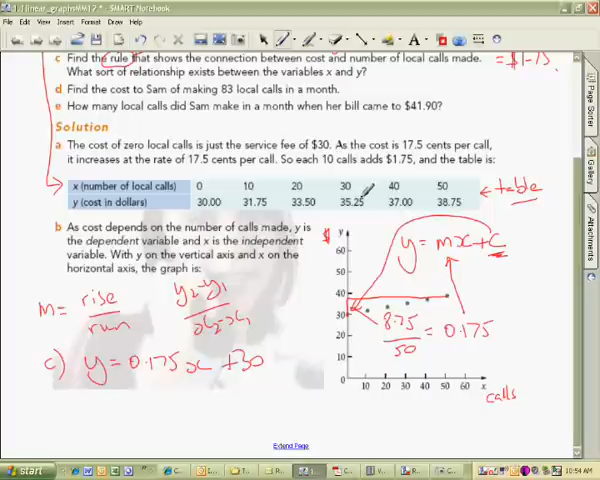 1.1linear_graphsMM12 * - SMART Notebook
File Edit View Insert Format Draw Help
c Find the rule that shows the connection between cost and number of local calls made.
What sort of relationship exists between the variables x and y?
= $1.75
d Find the cost to Sam of making 83 local calls in a month.
e How many local calls did Sam make in a month when her bill came to $41.90?
Solution
a The cost of zero local calls is just the service fee of $30. As the cost is 17.5 cents per call,
it increases at the rate of 17.5 cents per call. So each 10 calls adds $1.75, and the table is:
x (number of local calls) 0 10 20 30 40 50
y (cost in dollars) 30.00 31.75 33.50 35.25 37.00 38.75
table
b As cost depends on the number of calls made, y is
the dependent variable and x is the independent
variable. With y on the vertical axis and x on the
horizontal axis, the graph is:
m = rise / run
y₂-y₁ / x₂-x₁
c) y = 0.175x + 30
$ y
60
50
40
30
20
10
0
10 20 30 40 50 60 x
calls
y = mx + c
8.75 / 50 = 0.175
Extend Page
Page Sorter
Gallery
Attachments
start
10:54 AM